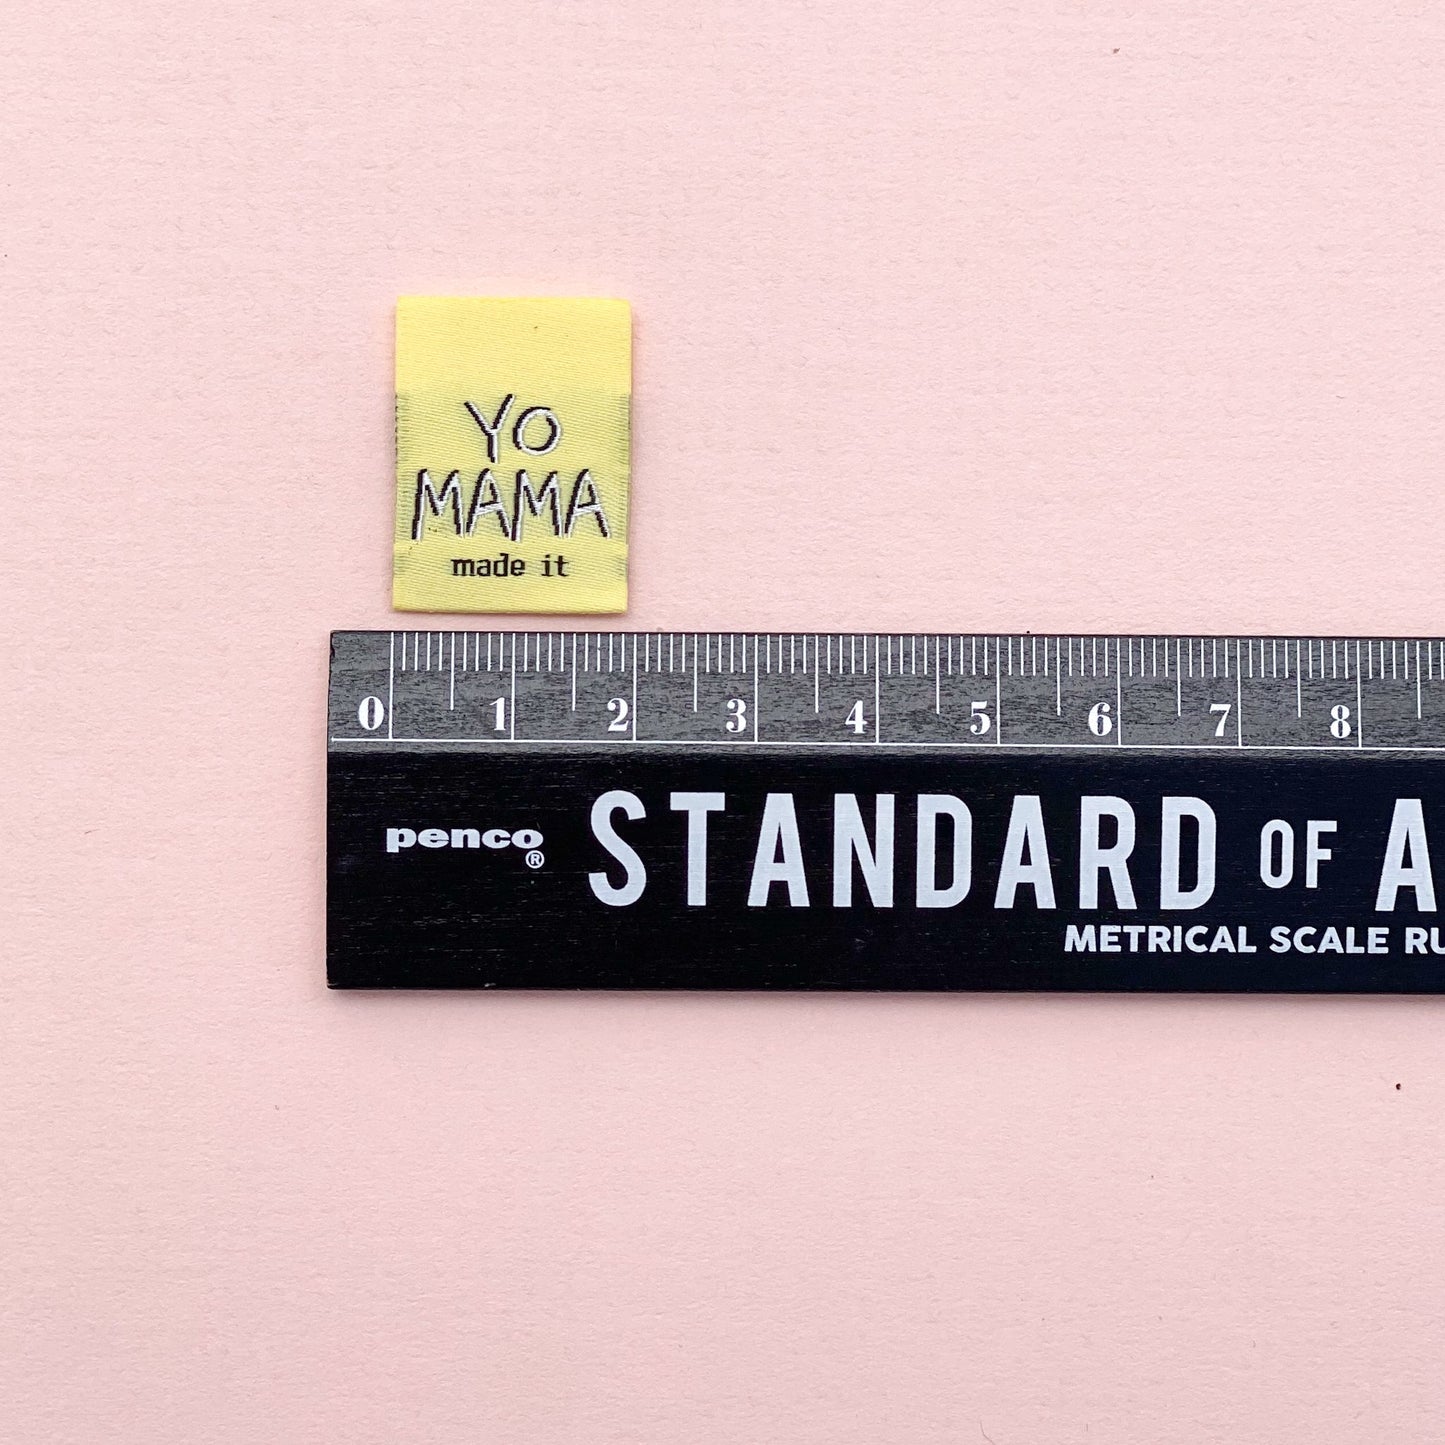 YO
MAMA
made it
0 1 2 3 4 5 6 7 8
penco®
STANDARD OF A
METRICAL SCALE RU